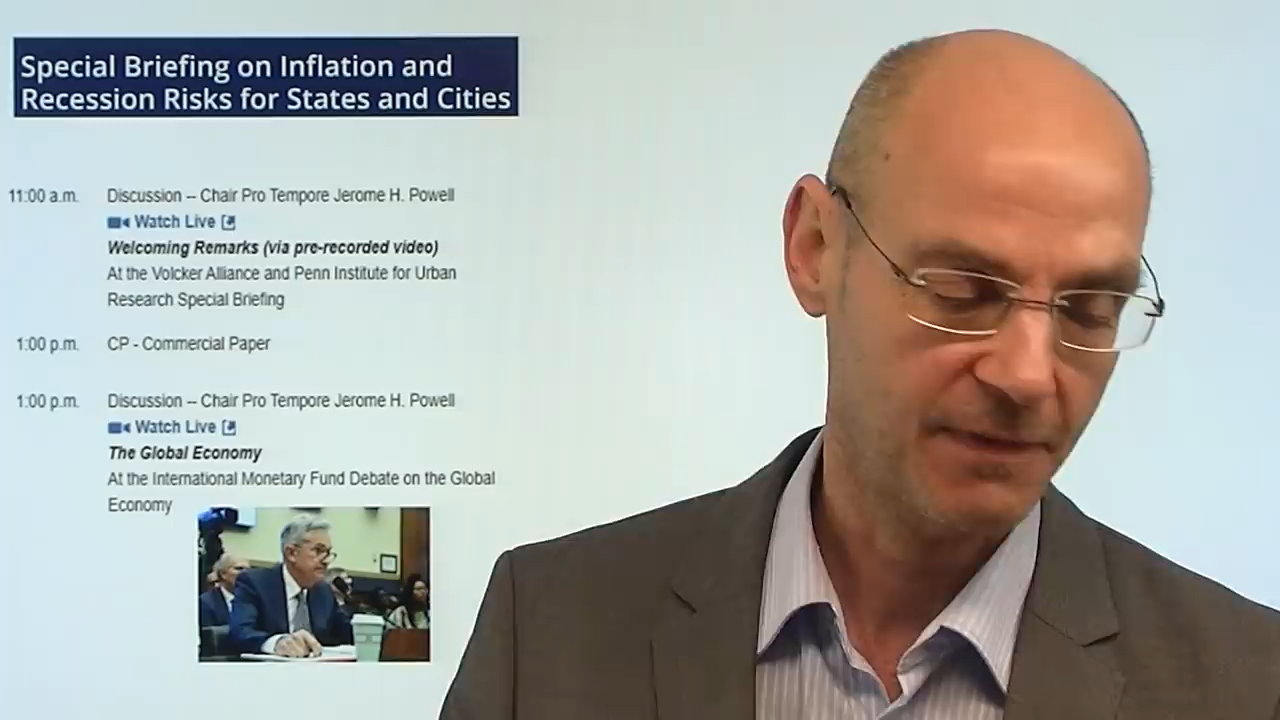 Special Briefing on Inflation and
Recession Risks for States and Cities
11:00 a.m. Discussion -- Chair Pro Tempore Jerome H. Powell
Watch Live
Welcoming Remarks (via pre-recorded video)
At the Volcker Alliance and Penn Institute for Urban
Research Special Briefing
1:00 p.m. CP - Commercial Paper
1:00 p.m. Discussion -- Chair Pro Tempore Jerome H. Powell
Watch Live
The Global Economy
At the International Monetary Fund Debate on the Global
Economy